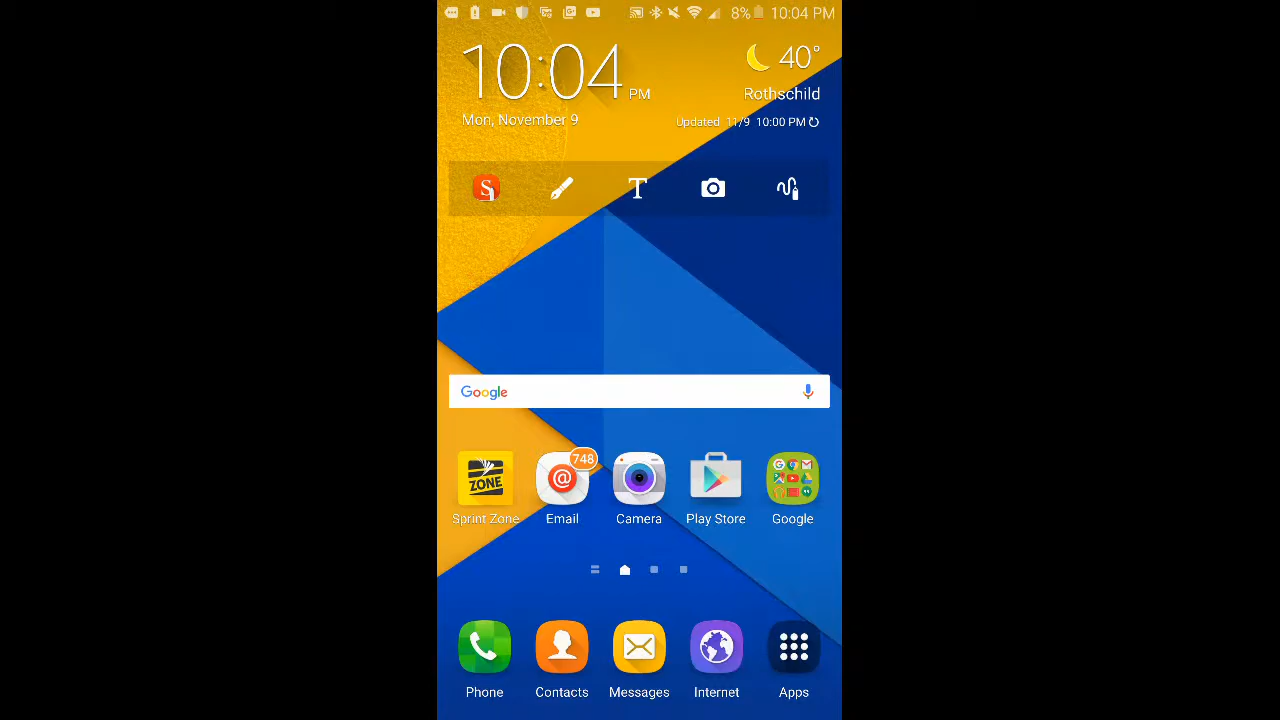 8% 10:04 PM
10:04 PM
40°
Rothschild
Mon, November 9
Updated 11/9 10:00 PM
S T
Google
ZONE
748
@
Sprint Zone Email Camera Play Store Google
Phone Contacts Messages Internet Apps